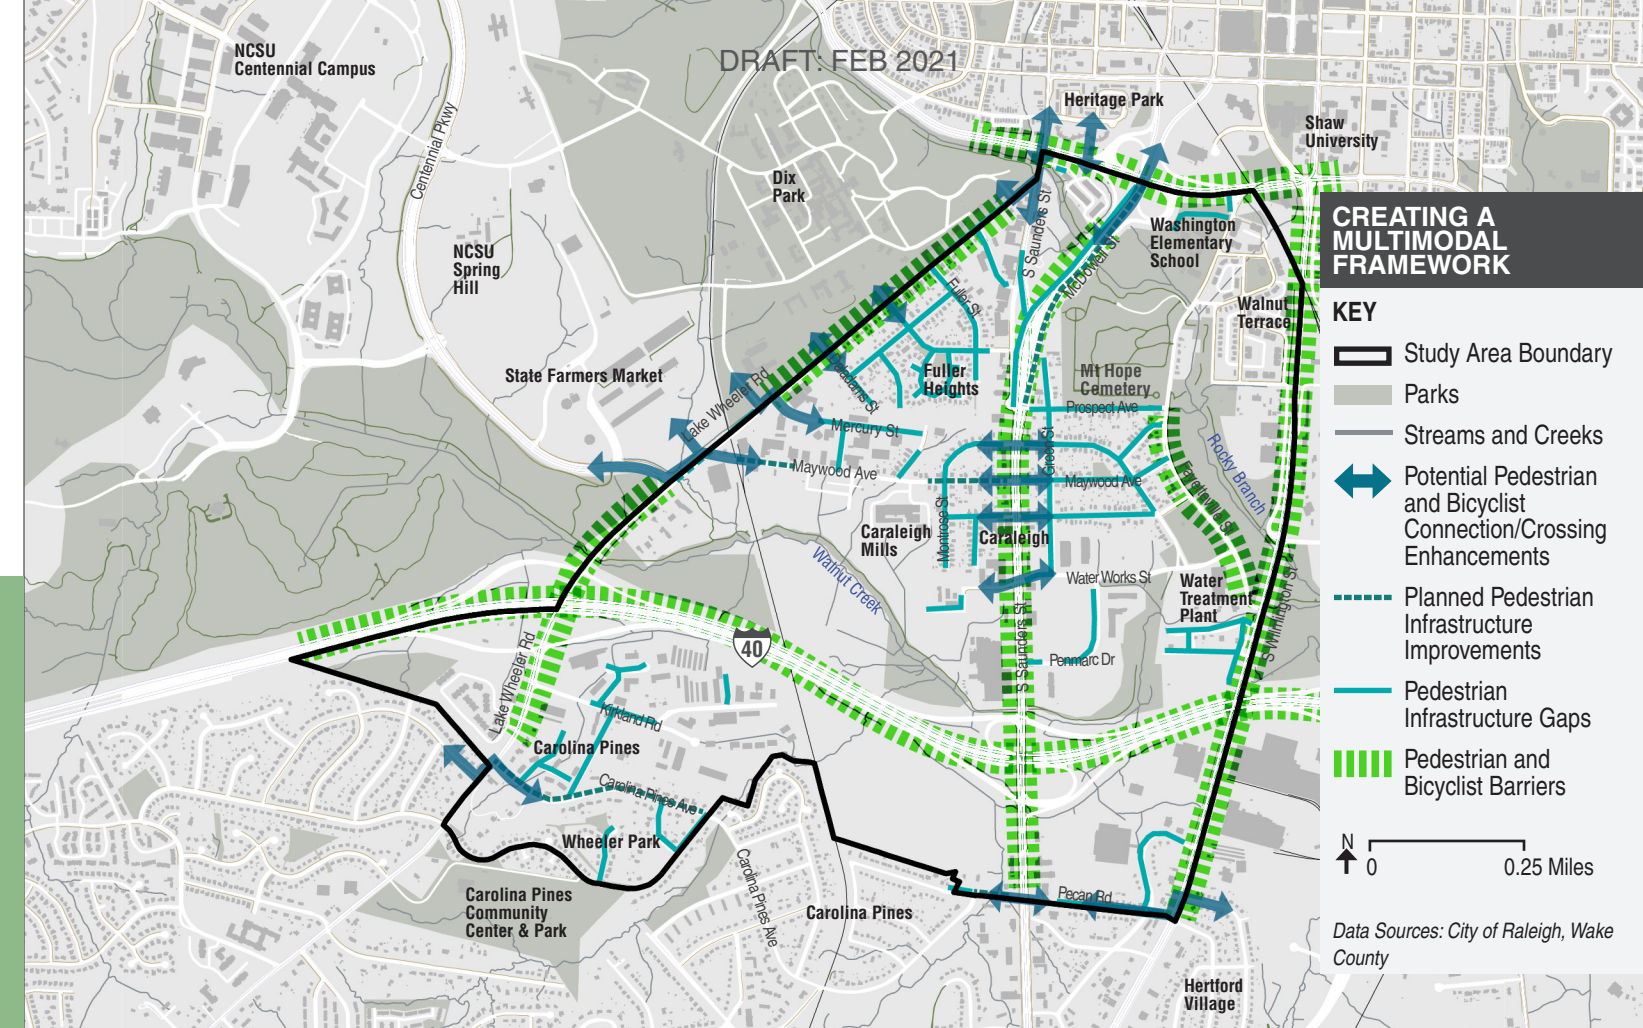 DRAFT: FEB 2021
NCSU
Centennial Campus
Centennial Pkwy
Heritage Park
Shaw
University
Dix
Park
NCSU
Spring
Hill
S Saunders St
McDowell St
Washington
Elementary
School
Walnut
Terrace
Fuller St
State Farmers Market
Lake Wheeler Rd
Fuller
Heights
Mt Hope
Cemetery
Prospect Ave
Mercury St
Maywood Ave
Green St
Maywood Ave
Rocky Branch
Fayetteville St
Montrose St
Caraleigh
Mills
Caraleigh
Walnut Creek
Water Works St
Water
Treatment
Plant
S Wilmington St
S Saunders St
Penmarc Dr
40
Lake Wheeler Rd
Kirkland Rd
Carolina Pines
Carolina Pines Ave
Wheeler Park
Carolina Pines Ave
Carolina Pines
Community
Center & Park
Carolina Pines
Pecan Rd
Hertford
Village
CREATING A
MULTIMODAL
FRAMEWORK
KEY
Study Area Boundary
Parks
Streams and Creeks
Potential Pedestrian
and Bicyclist
Connection/Crossing
Enhancements
Planned Pedestrian
Infrastructure
Improvements
Pedestrian
Infrastructure Gaps
Pedestrian and
Bicyclist Barriers
N
0
0.25 Miles
Data Sources: City of Raleigh, Wake
County